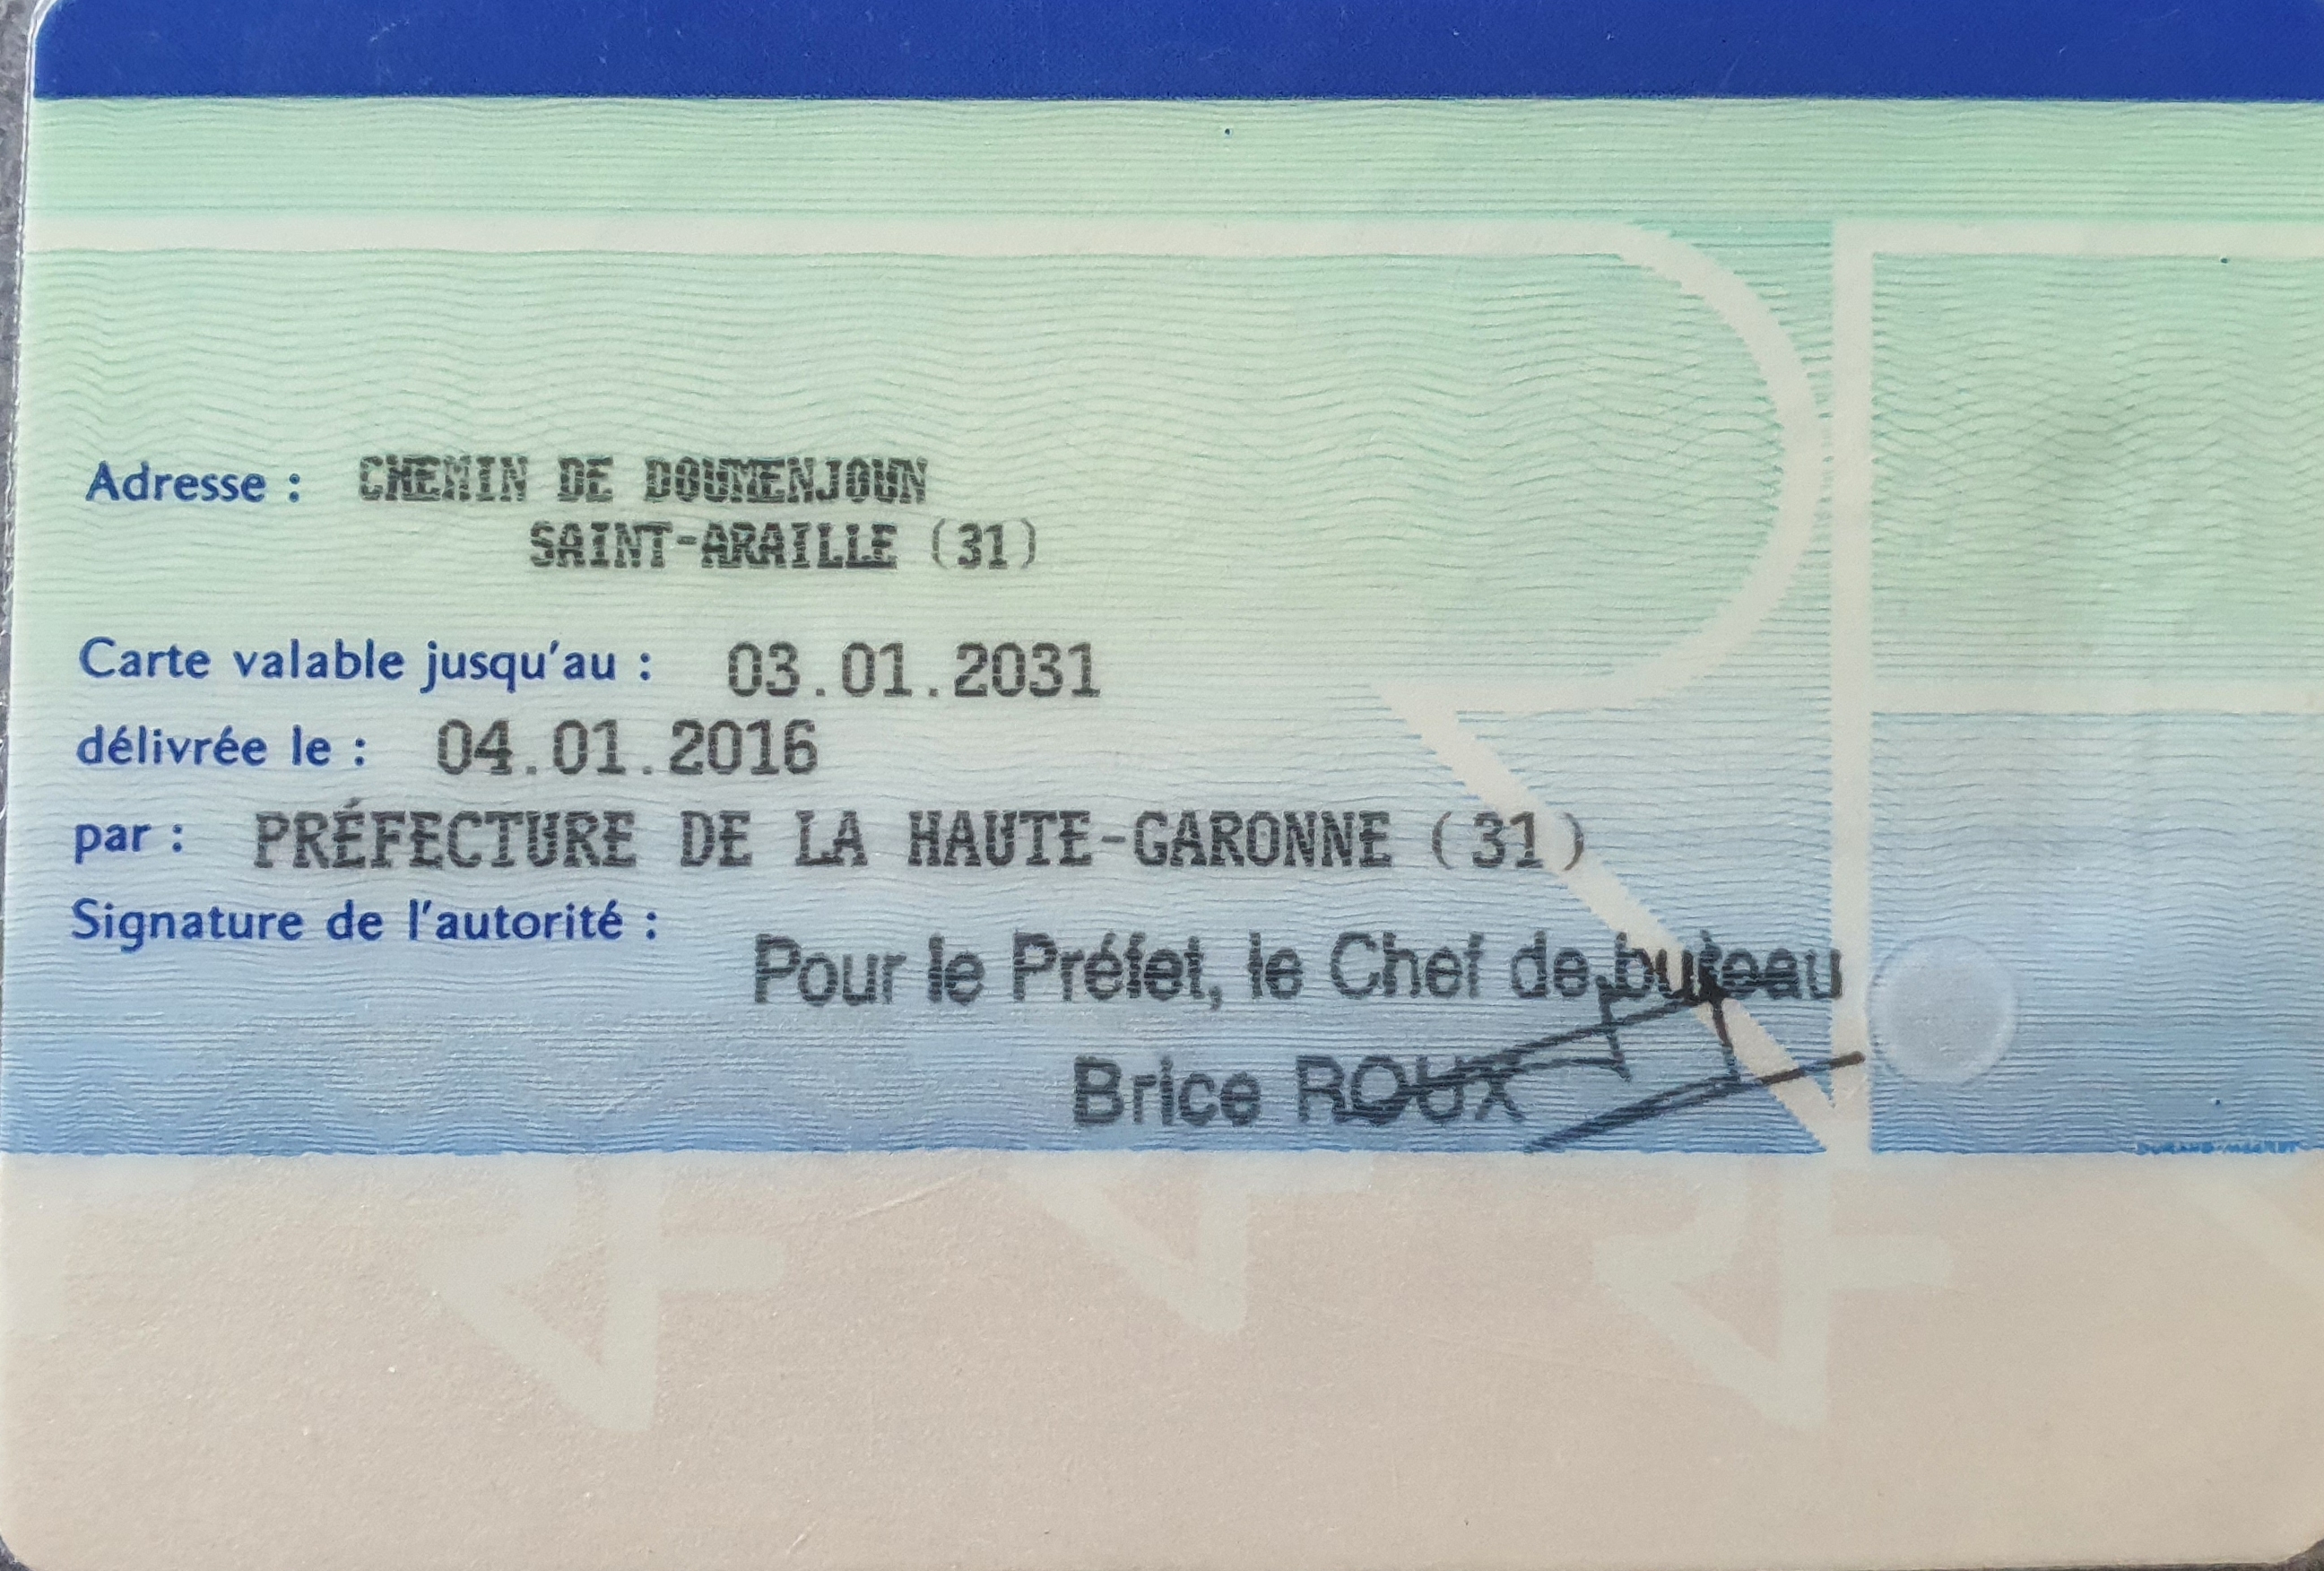 Adresse : CHEMIN DE DOUMENJOUN
SAINT-ARAILLE (31)
Carte valable jusqu'au : 03.01.2031
délivrée le : 04.01.2016
par : PRÉFECTURE DE LA HAUTE-GARONNE (31)
Signature de l'autorité :
Pour le Préfet, le Chef de bureau
Brice ROUX
RF